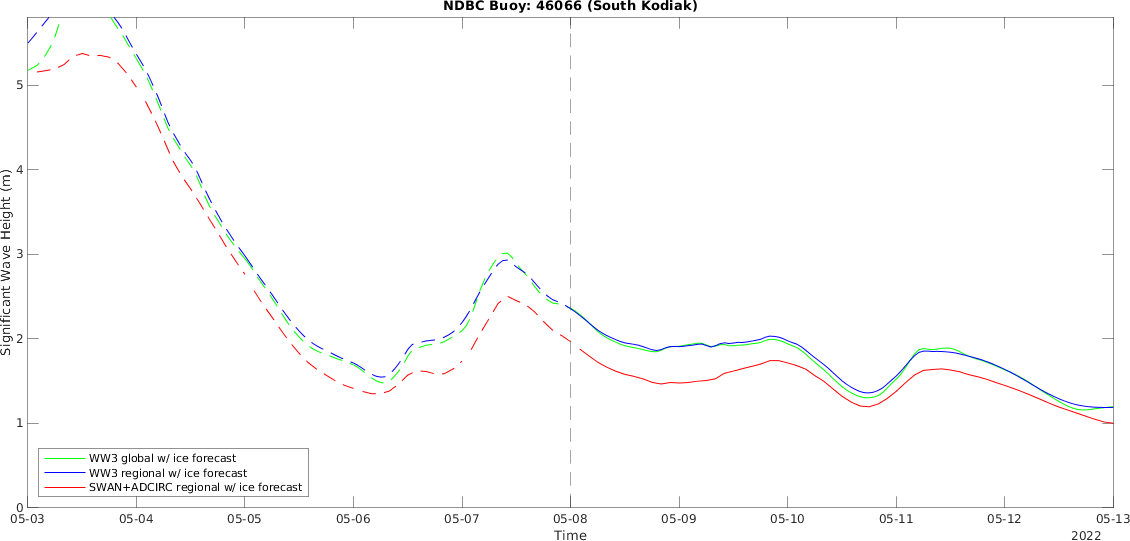 NDBC Buoy: 46066 (South Kodiak)
Significant Wave Height (m)
5
4
3
2
1
0
WW3 global w/ ice forecast
WW3 regional w/ ice forecast
SWAN+ADCIRC regional w/ ice forecast
05-03 05-04 05-05 05-06 05-07 05-08 05-09 05-10 05-11 05-12 05-13
Time
2022